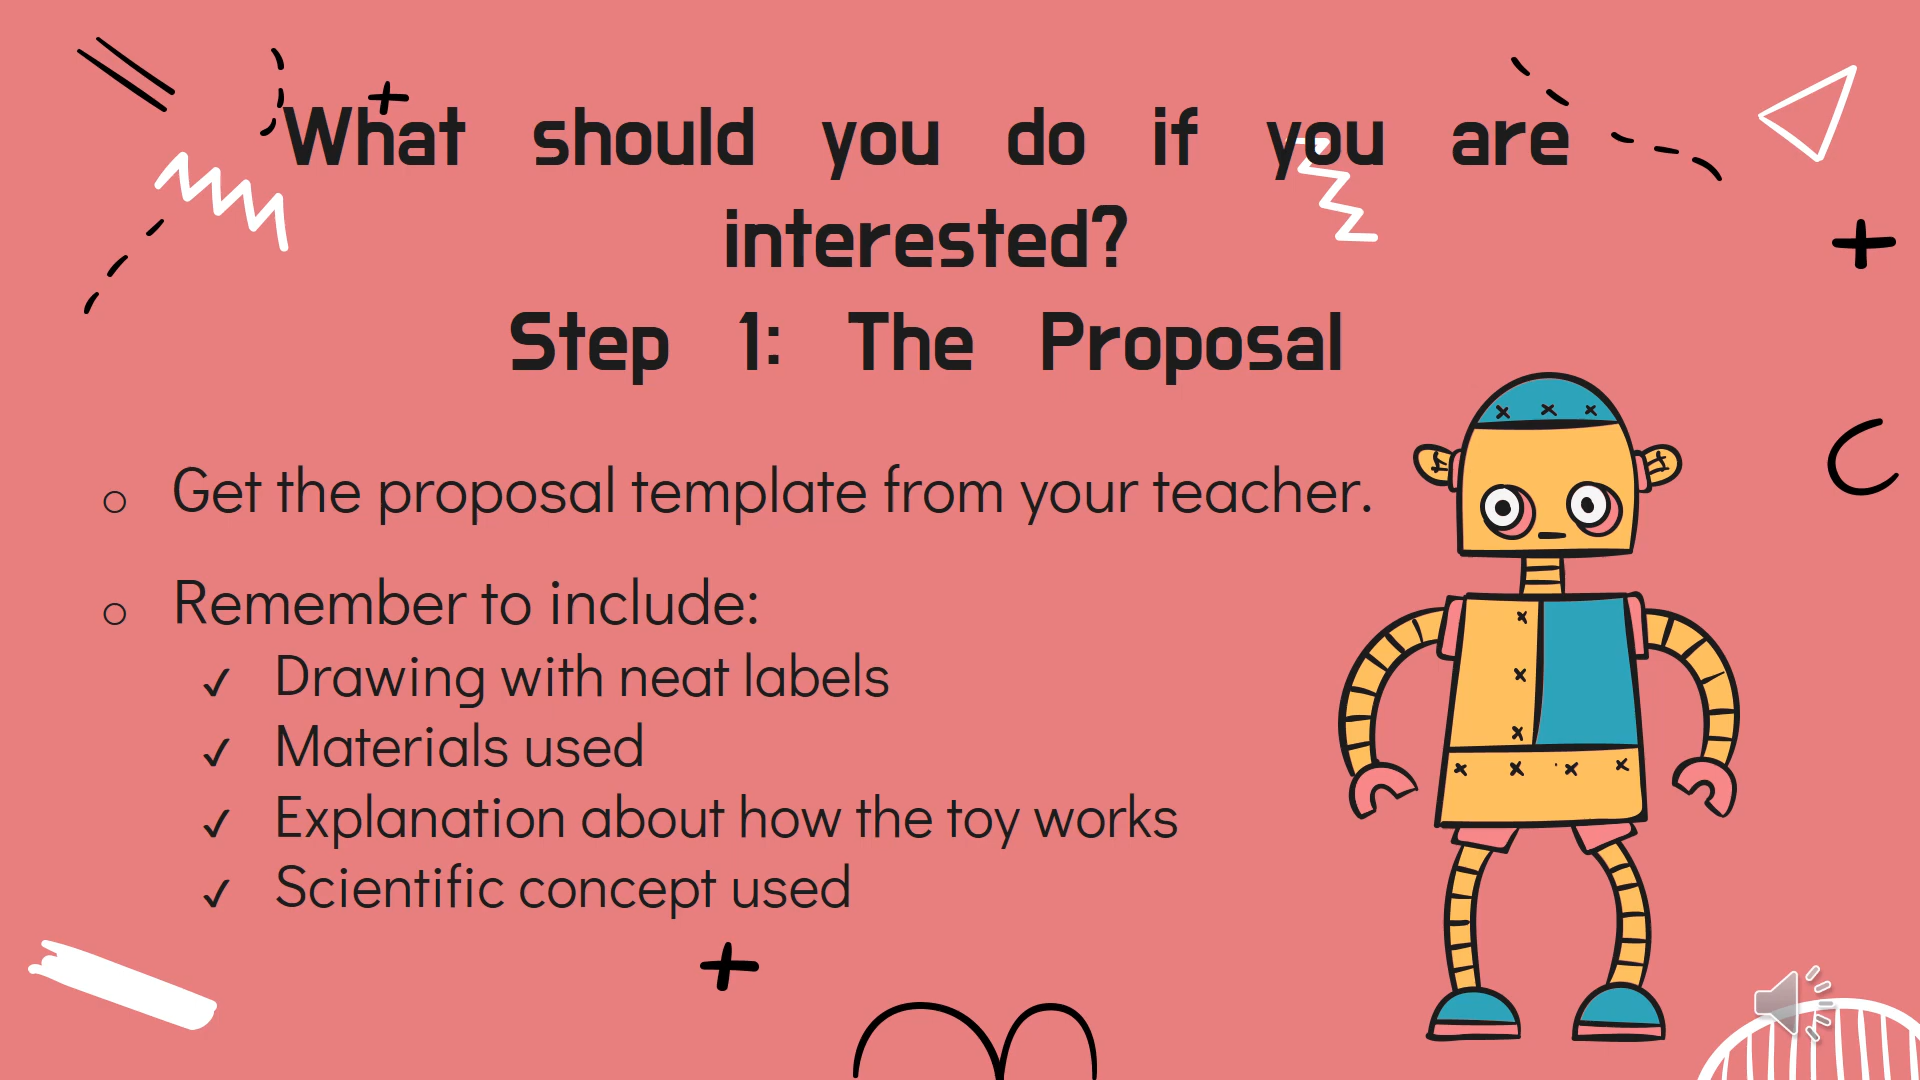 What should you do if you are
interested?
Step 1: The Proposal
○ Get the proposal template from your teacher.
○ Remember to include:
✓ Drawing with neat labels
✓ Materials used
✓ Explanation about how the toy works
✓ Scientific concept used